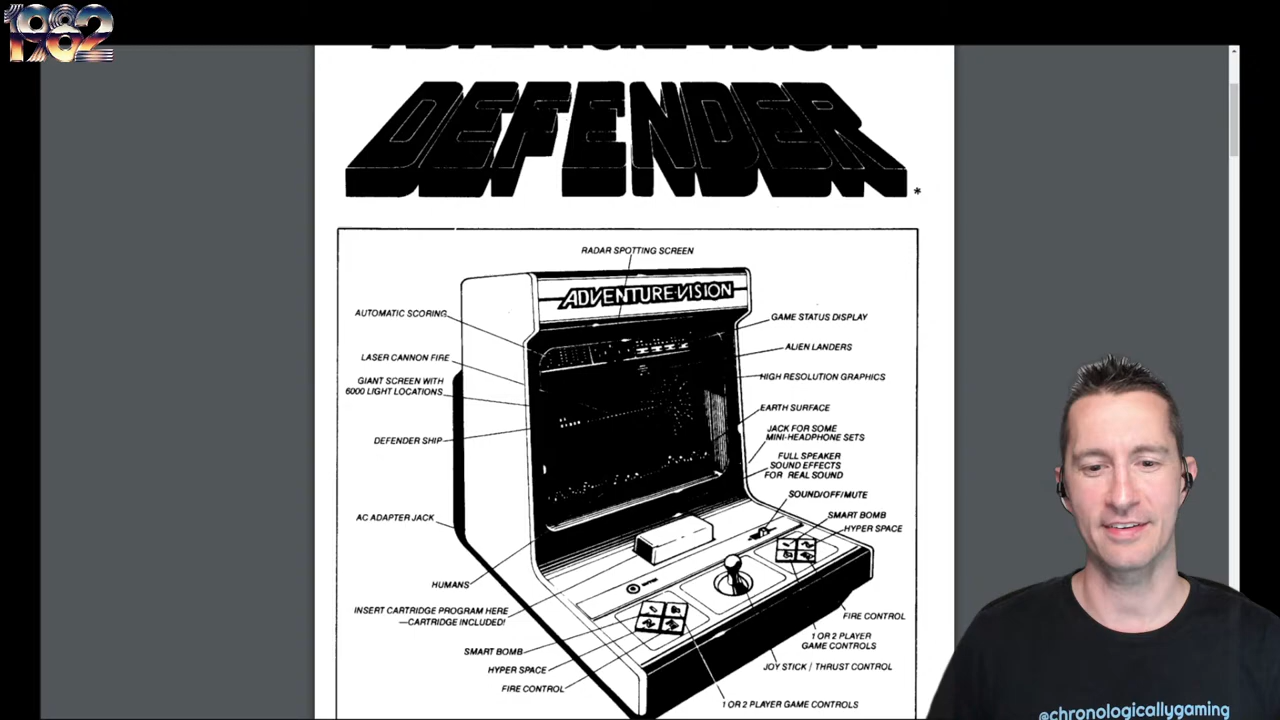 1982
ADVENTURE VISION
DEFENDER
*
RADAR SPOTTING SCREEN
ADVENTURE VISION
AUTOMATIC SCORING
GAME STATUS DISPLAY
ALIEN LANDERS
LASER CANNON FIRE
HIGH RESOLUTION GRAPHICS
GIANT SCREEN WITH
6000 LIGHT LOCATIONS
EARTH SURFACE
JACK FOR SOME
MINI-HEADPHONE SETS
DEFENDER SHIP
FULL SPEAKER
SOUND EFFECTS
FOR REAL SOUND
SOUND/OFF/MUTE
SMART BOMB
AC ADAPTER JACK
HYPER SPACE
HUMANS
INSERT CARTRIDGE PROGRAM HERE
—CARTRIDGE INCLUDED!
FIRE CONTROL
1 OR 2 PLAYER
GAME CONTROLS
SMART BOMB
HYPER SPACE
JOY STICK / THRUST CONTROL
FIRE CONTROL
1 OR 2 PLAYER GAME CONTROLS
@chronologicallygaming